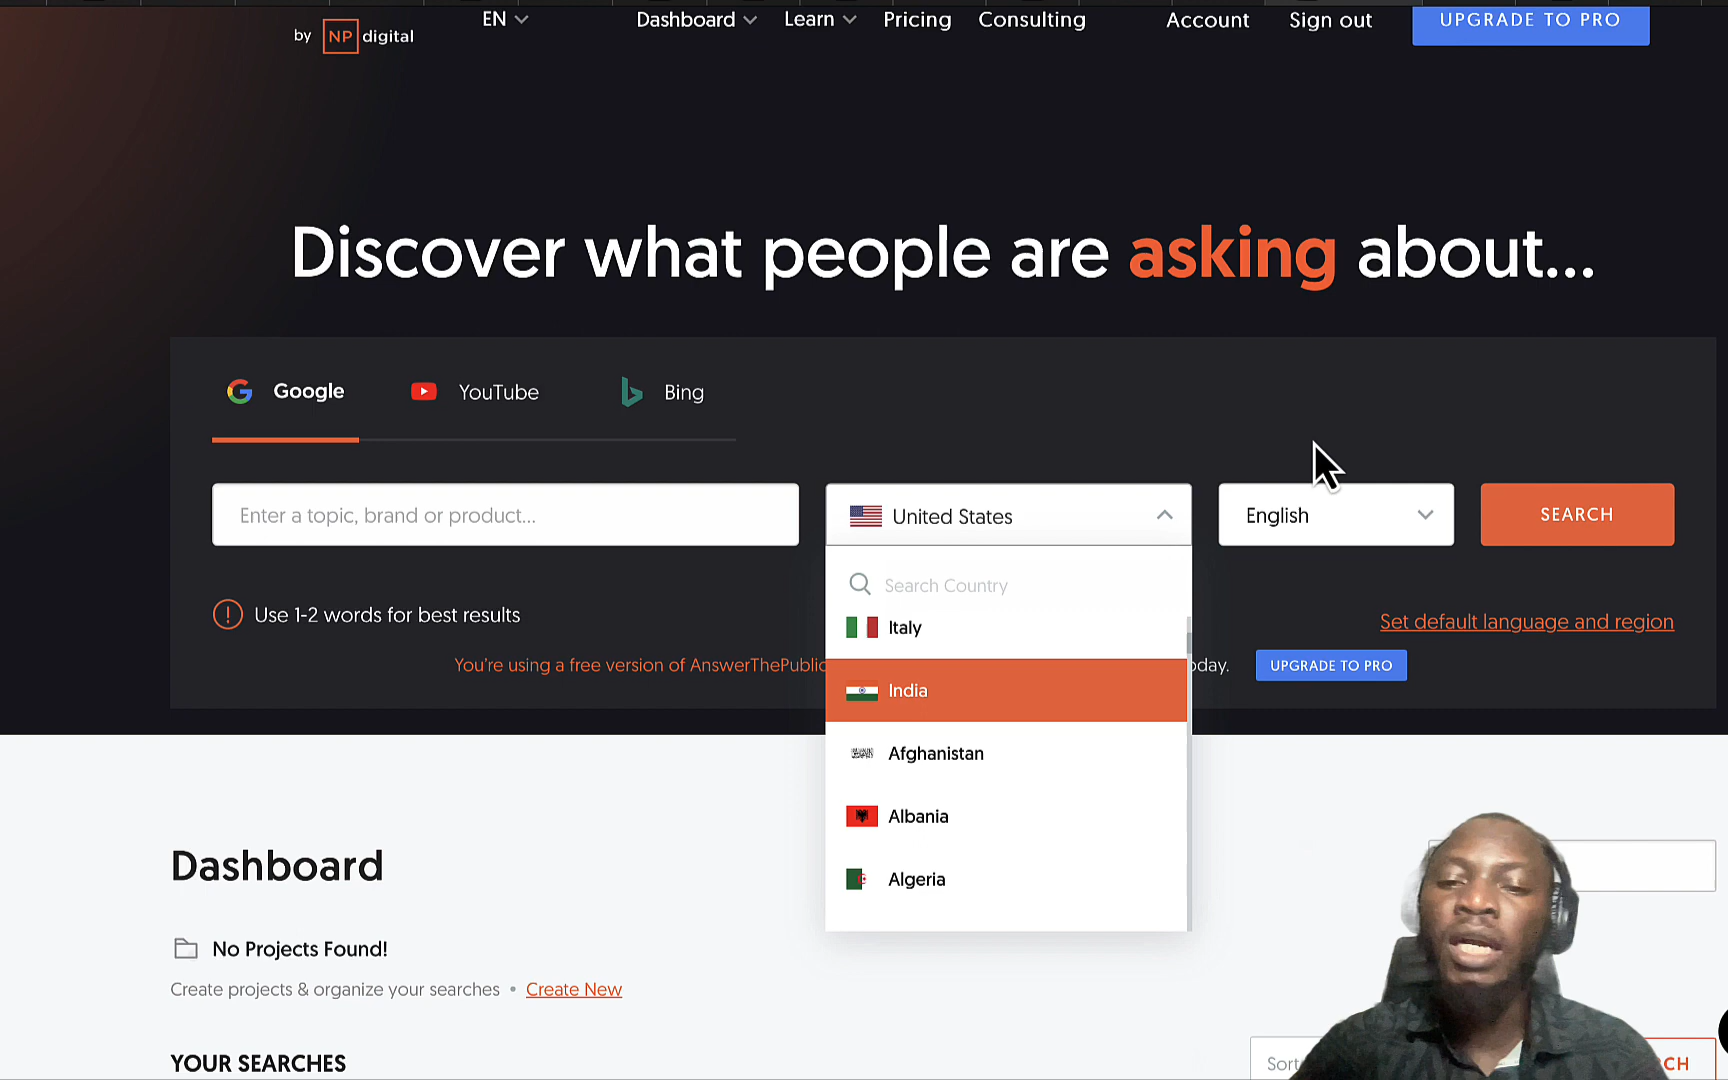 by NP digital
EN
Dashboard
Learn
Pricing
Consulting
Account
Sign out
UPGRADE TO PRO
Discover what people are asking about...
Google
YouTube
Bing
Enter a topic, brand or product...
United States
English
SEARCH
Search Country
Italy
India
Afghanistan
Albania
Algeria
Use 1-2 words for best results
Set default language and region
You're using a free version of AnswerThePublic
UPGRADE TO PRO
Dashboard
No Projects Found!
Create projects & organize your searches • Create New
YOUR SEARCHES
Sort